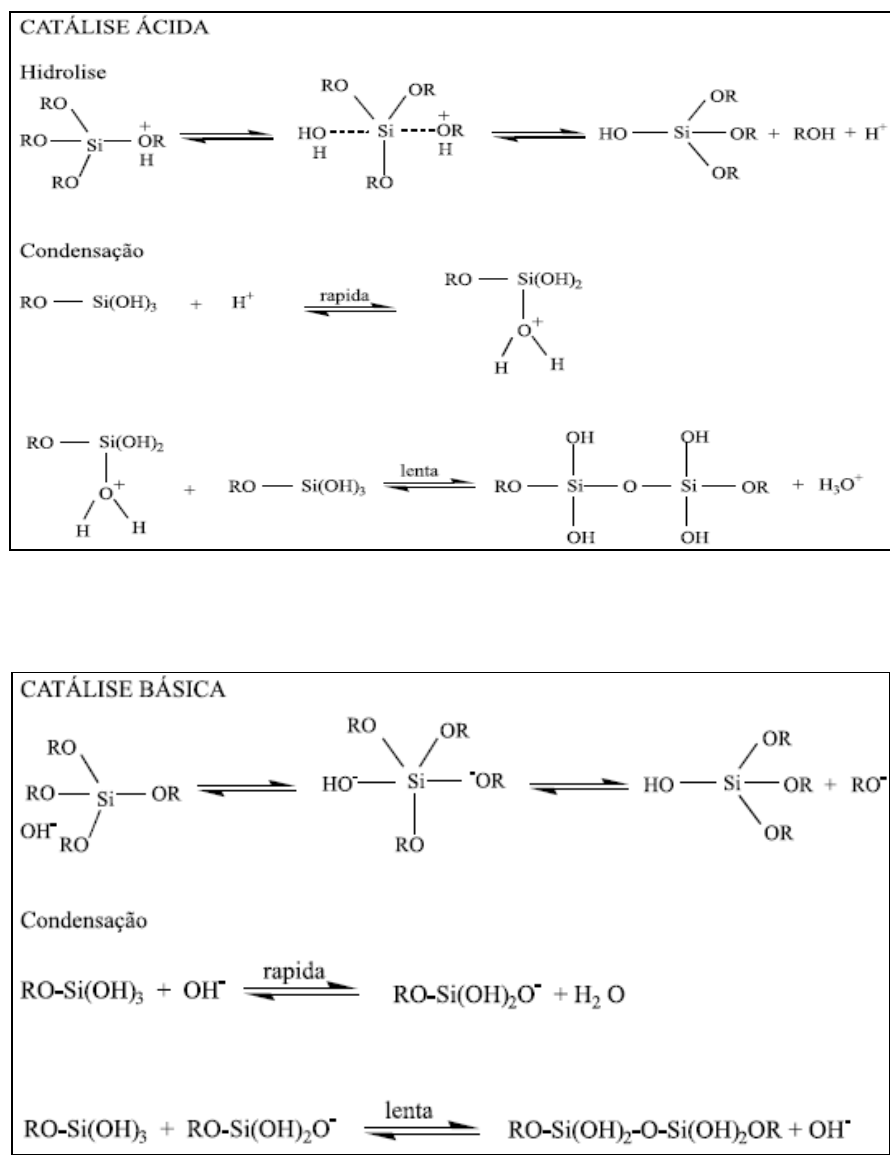 CATÁLISE ÁCIDA
Hidrolise
RO
RO
Si
+
OR
H
RO
RO
OR
HO
H
Si
+
OR
H
RO
HO
Si
OR
OR
OR
+ ROH + H⁺
Condensação
RO — Si(OH)₃ + H⁺
rapida
RO — Si(OH)₂
O⁺
H H
RO — Si(OH)₂
O⁺
H H
+ RO — Si(OH)₃
lenta
OH OH
RO — Si — O — Si — OR + H₃O⁺
OH OH
CATÁLISE BÁSICA
RO
RO
Si
OR
OH⁻
RO
RO
OR
HO⁻
Si
⁻OR
RO
HO
Si
OR
OR
OR
+ RO⁻
Condensação
RO-Si(OH)₃ + OH⁻ rapida RO-Si(OH)₂O⁻ + H₂ O
RO-Si(OH)₃ + RO-Si(OH)₂O⁻ lenta RO-Si(OH)₂-O-Si(OH)₂OR + OH⁻